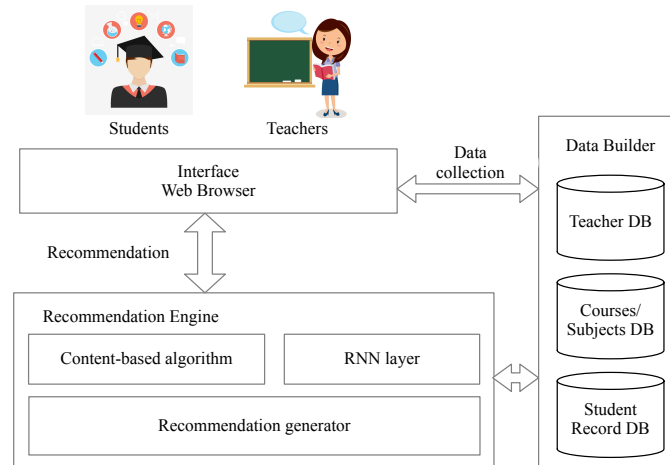 Students
Teachers
Interface
Web Browser
Data
collection
Data Builder
Teacher DB
Courses/
Subjects DB
Student
Record DB
Recommendation
Recommendation Engine
Content-based algorithm
RNN layer
Recommendation generator